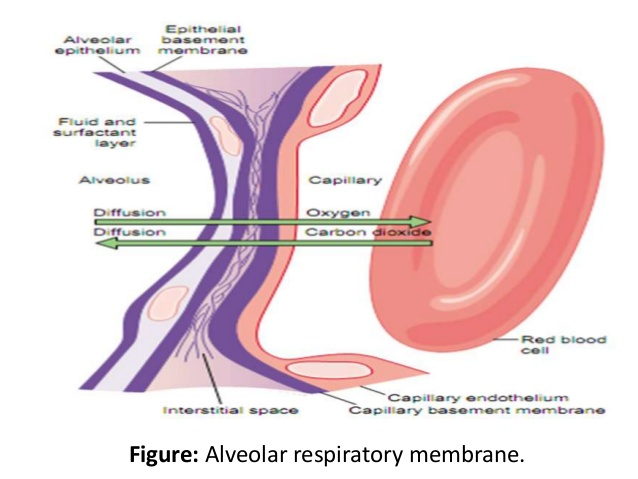 Epithelial
basement
membrane
Alveolar
epithelium
Fluid and
surfactant
layer
Alveolus
Capillary
Diffusion
Oxygen
Diffusion
Carbon dioxide
Red blood
cell
Capillary endothelium
Capillary basement membrane
Interstitial space
Figure: Alveolar respiratory membrane.